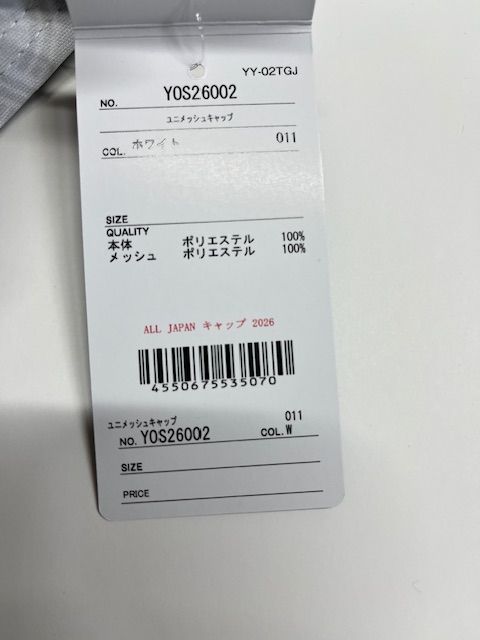 YY-02TGJ
NO. YOS26002
ユニメッシュキャップ
COL. ホワイト 011
SIZE
QUALITY
本体 ポリエステル 100%
メッシュ ポリエステル 100%
ALL JAPAN キャップ 2026
4550675535070
ユニメッシュキャップ 011
NO. YOS26002 COL. W
SIZE
PRICE